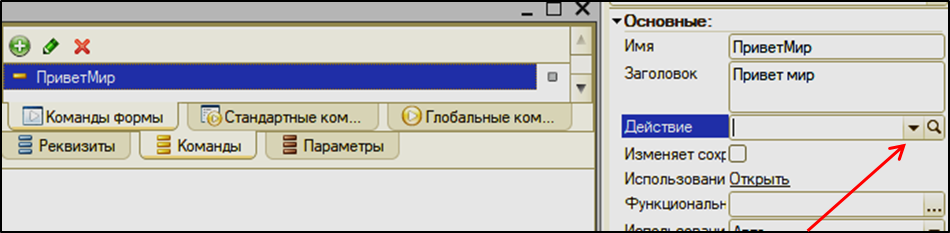 ПриветМир
Команды формы
Стандартные ком...
Глобальные ком...
Реквизиты
Команды
Параметры
Основные:
Имя
ПриветМир
Заголовок
Привет мир
Действие
Изменяет сохр
Использовани
Открыть
Функциональн
...
Использовани
Авто